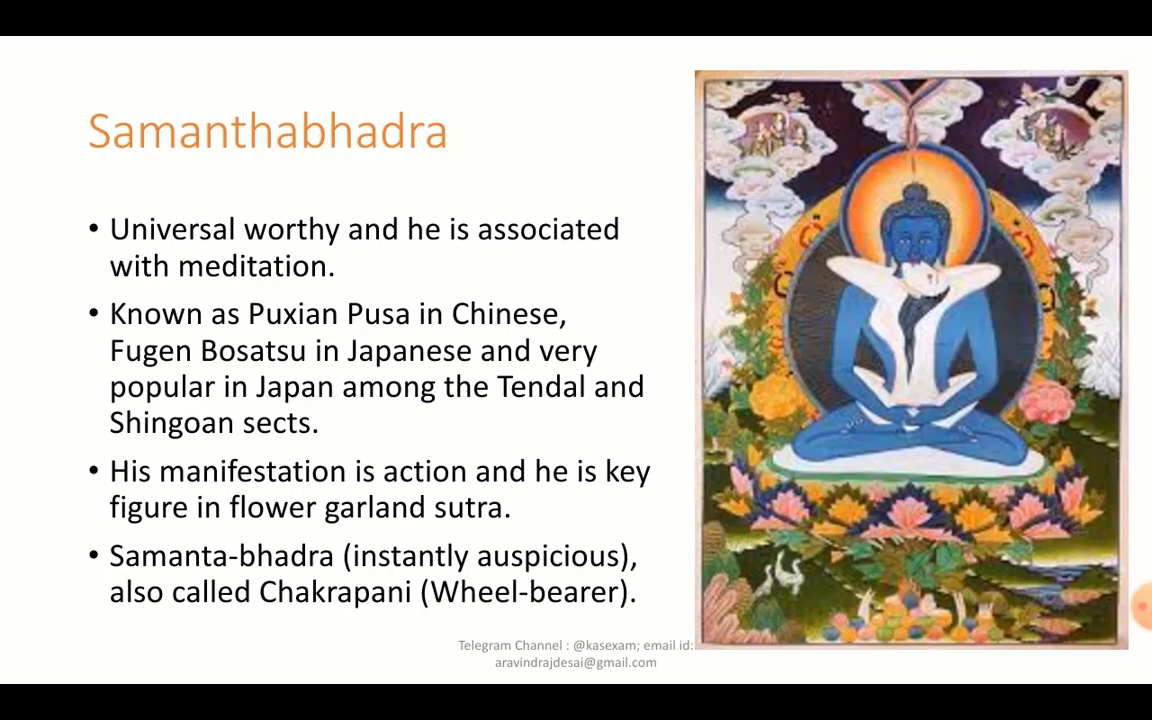 Samanthabhadra
• Universal worthy and he is associated
with meditation.
• Known as Puxian Pusa in Chinese,
Fugen Bosatsu in Japanese and very
popular in Japan among the Tendal and
Shingoan sects.
• His manifestation is action and he is key
figure in flower garland sutra.
• Samanta-bhadra (instantly auspicious),
also called Chakrapani (Wheel-bearer).
Telegram Channel : @kasexam; email id:
aravindrajdesai@gmail.com